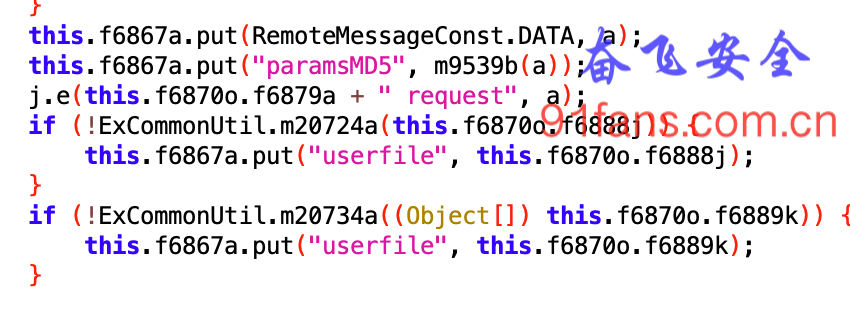 }
this.f6867a.put(RemoteMessageConst.DATA, a);
this.f6867a.put("paramsMD5", m9539b(a));
j.e(this.f6870o.f6879a + " request", a);
if (!ExCommonUtil.m20724a(this.f6870o.f6888j)) {
    this.f6867a.put("userfile", this.f6870o.f6888j);
}
if (!ExCommonUtil.m20734a((Object[]) this.f6870o.f6889k)) {
    this.f6867a.put("userfile", this.f6870o.f6889k);
}
奋飞安全
91fans.com.cn